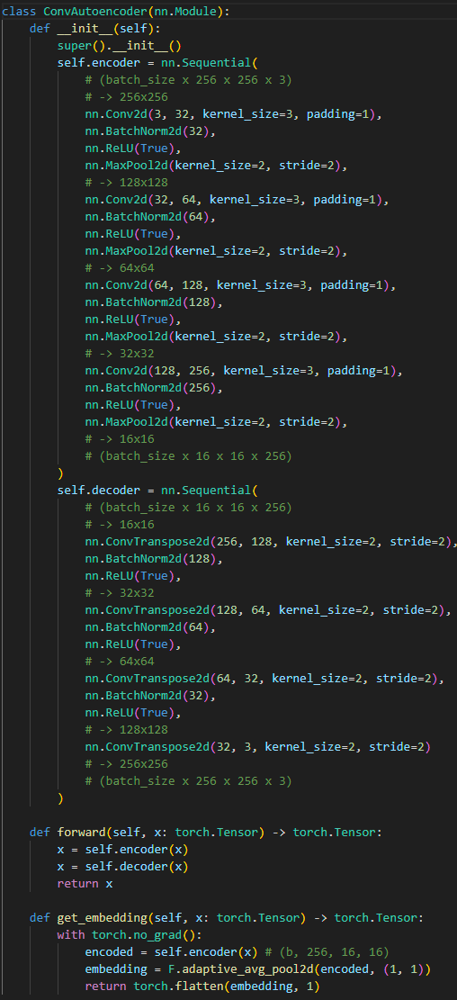 class ConvAutoencoder(nn.Module):
    def __init__(self):
        super().__init__()
        self.encoder = nn.Sequential(
            # (batch_size x 256 x 256 x 3)
            # -> 256x256
            nn.Conv2d(3, 32, kernel_size=3, padding=1),
            nn.BatchNorm2d(32),
            nn.ReLU(True),
            nn.MaxPool2d(kernel_size=2, stride=2),
            # -> 128x128
            nn.Conv2d(32, 64, kernel_size=3, padding=1),
            nn.BatchNorm2d(64),
            nn.ReLU(True),
            nn.MaxPool2d(kernel_size=2, stride=2),
            # -> 64x64
            nn.Conv2d(64, 128, kernel_size=3, padding=1),
            nn.BatchNorm2d(128),
            nn.ReLU(True),
            nn.MaxPool2d(kernel_size=2, stride=2),
            # -> 32x32
            nn.Conv2d(128, 256, kernel_size=3, padding=1),
            nn.BatchNorm2d(256),
            nn.ReLU(True),
            nn.MaxPool2d(kernel_size=2, stride=2),
            # -> 16x16
            # (batch_size x 16 x 16 x 256)
        )
        self.decoder = nn.Sequential(
            # (batch_size x 16 x 16 x 256)
            # -> 16x16
            nn.ConvTranspose2d(256, 128, kernel_size=2, stride=2),
            nn.BatchNorm2d(128),
            nn.ReLU(True),
            # -> 32x32
            nn.ConvTranspose2d(128, 64, kernel_size=2, stride=2),
            nn.BatchNorm2d(64),
            nn.ReLU(True),
            # -> 64x64
            nn.ConvTranspose2d(64, 32, kernel_size=2, stride=2),
            nn.BatchNorm2d(32),
            nn.ReLU(True),
            # -> 128x128
            nn.ConvTranspose2d(32, 3, kernel_size=2, stride=2)
            # -> 256x256
            # (batch_size x 256 x 256 x 3)
        )

    def forward(self, x: torch.Tensor) -> torch.Tensor:
        x = self.encoder(x)
        x = self.decoder(x)
        return x

    def get_embedding(self, x: torch.Tensor) -> torch.Tensor:
        with torch.no_grad():
            encoded = self.encoder(x) # (b, 256, 16, 16)
            embedding = F.adaptive_avg_pool2d(encoded, (1, 1))
            return torch.flatten(embedding, 1)